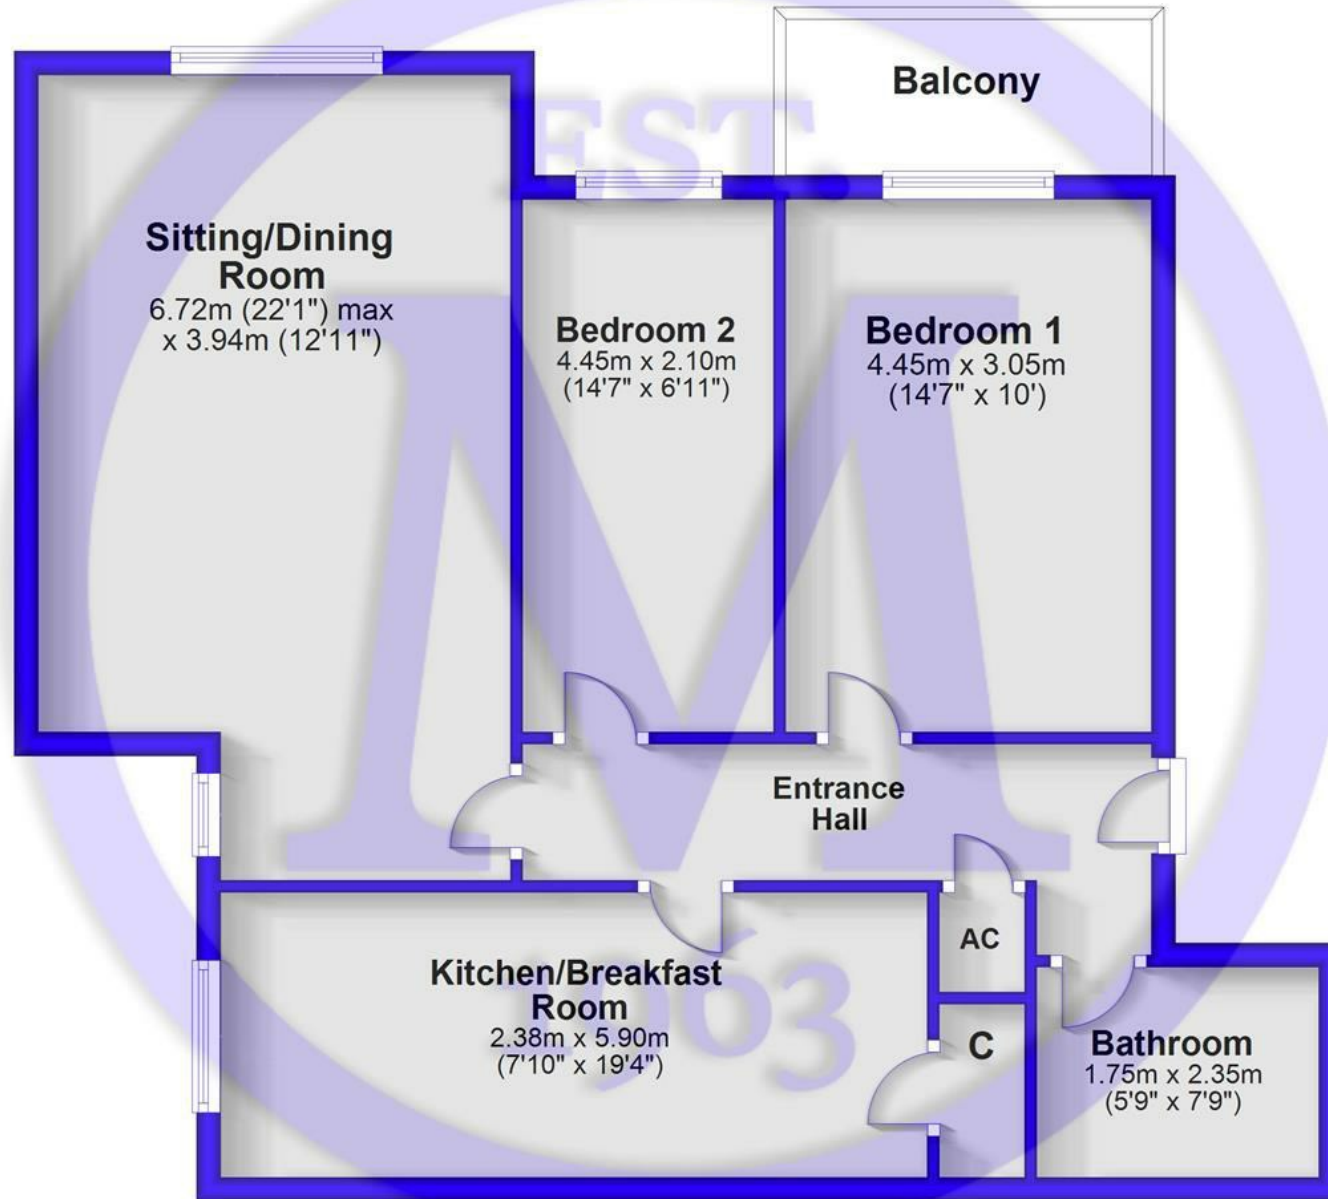 Balcony
EST.
Sitting/Dining
Room
6.72m (22'1") max
x 3.94m (12'11")
Bedroom 2
4.45m x 2.10m
(14'7" x 6'11")
Bedroom 1
4.45m x 3.05m
(14'7" x 10')
M
Entrance
Hall
AC
Kitchen/Breakfast
Room
2.38m x 5.90m
(7'10" x 19'4")
1963
C
Bathroom
1.75m x 2.35m
(5'9" x 7'9")